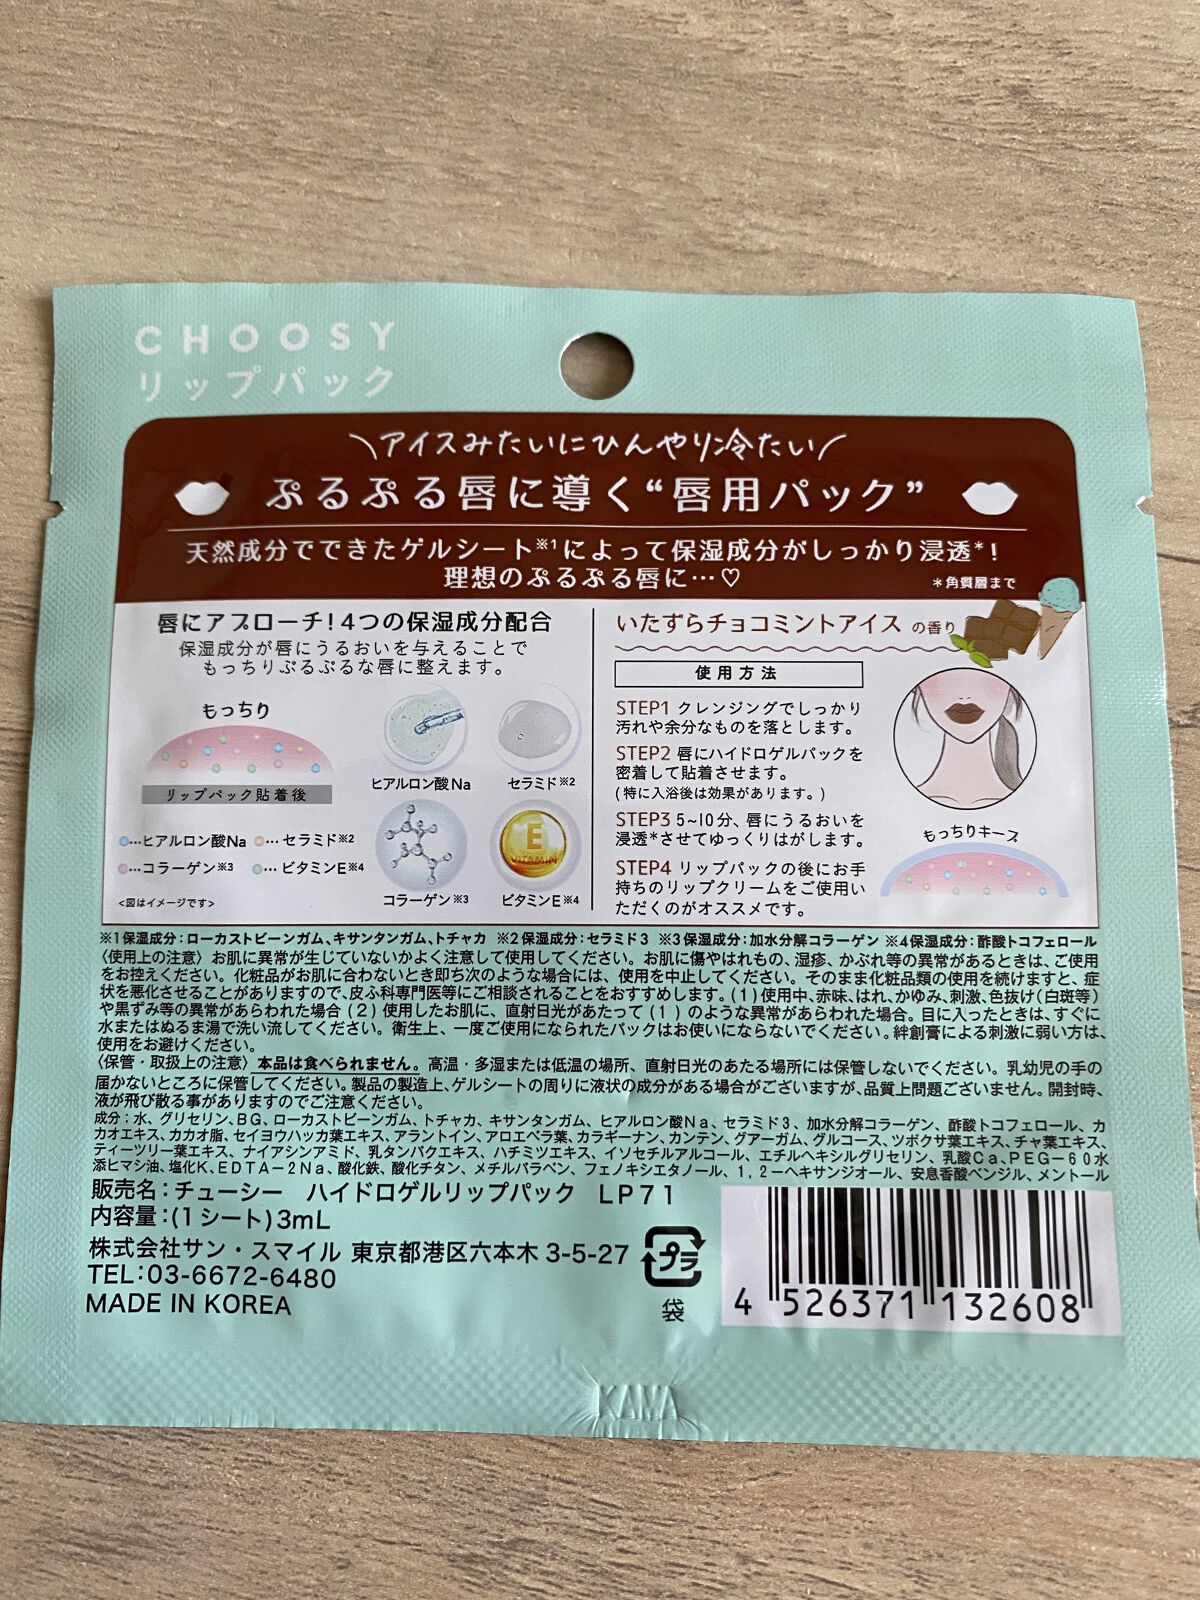 CHOOSY
リップパック
\アイスみたいにひんやり冷たい/
ぷるぷる唇に導く“唇用パック”
天然成分でできたゲルシート※1によって保湿成分がしっかり浸透*!
理想のぷるぷる唇に…♡
*角質層まで
唇にアプローチ!4つの保湿成分配合
保湿成分が唇にうるおいを与えることで
もっちりぷるぷるな唇に整えます。
もっちり
リップパック貼着後
ヒアルロン酸Na
セラミド※2
…ヒアルロン酸Na …セラミド※2
…コラーゲン※3 …ビタミンE※4
<図はイメージです>
E
VITAMIN
コラーゲン※3
ビタミンE※4
いたずらチョコミントアイス の香り
使用方法
STEP1 クレンジングでしっかり
汚れや余分なものを落とします。
STEP2 唇にハイドロゲルパックを
密着して貼着させます。
(特に入浴後は効果があります。)
STEP3 5~10分、唇にうるおいを
浸透*させてゆっくりはがします。
STEP4 リップパックの後にお手
持ちのリップクリームをご使用い
ただくのがオススメです。
もっちりキープ
※1保湿成分:ローカストビーンガム、キサンタンガム、トチャカ ※2保湿成分:セラミド3 ※3保湿成分:加水分解コラーゲン ※4保湿成分:酢酸トコフェロール
〈使用上の注意〉お肌に異常が生じていないかよく注意して使用してください。お肌に傷やはれもの、湿疹、かぶれ等の異常があるときは、ご使用
をお控えください。化粧品がお肌に合わないとき即ち次のような場合には、使用を中止してください。そのまま化粧品類の使用を続けますと、症
状を悪化させることがありますので、皮ふ科専門医等にご相談されることをおすすめします。(1)使用中、赤味、はれ、かゆみ、刺激、色抜け(白斑等)
や黒ずみ等の異常があらわれた場合(2)使用したお肌に、直射日光があたって(1)のような異常があらわれた場合。目に入ったときは、すぐに
水またはぬるま湯で洗い流してください。衛生上、一度ご使用になられたパックはお使いにならないでください。絆創膏による刺激に弱い方は、
使用をお避けください。
〈保管・取扱上の注意〉本品は食べられません。高温・多湿または低温の場所、直射日光のあたる場所には保管しないでください。乳幼児の手の
届かないところに保管してください。製品の製造上、ゲルシートの周りに液状の成分がある場合がございますが、品質上問題ございません。開封時、
液が飛び散る事がありますのでご注意ください。
成分:水、グリセリン、BG、ローカストビーンガム、トチャカ、キサンタンガム、ヒアルロン酸Na、セラミド3、加水分解コラーゲン、酢酸トコフェロール、カ
カオエキス、カカオ脂、セイヨウハッカ葉エキス、アラントイン、アロエベラ葉、カラギーナン、カンテン、グアーガム、グルコース、ツボクサ葉エキス、チャ葉エキス、
ティーツリー葉エキス、ナイアシンアミド、乳タンパクエキス、ハチミツエキス、イソセチルアルコール、エチルヘキシルグリセリン、乳酸Ca、PEG-60水
添ヒマシ油、塩化K、EDTA-2Na、酸化鉄、酸化チタン、メチルパラベン、フェノキシエタノール、1,2-ヘキサンジオール、安息香酸ベンジル、メントール
販売名:チューシー ハイドロゲルリップパック LP71
内容量:(1シート)3mL
株式会社サン・スマイル 東京都港区六本木3-5-27
TEL:03-6672-6480
MADE IN KOREA
プラ
袋
4 526371 132608
KANA